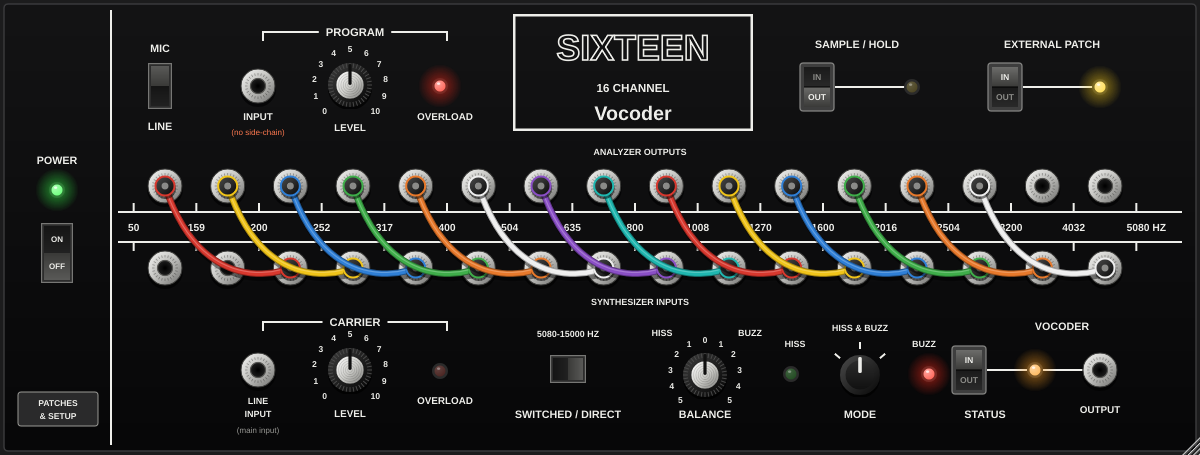 MIC
LINE
PROGRAM
INPUT
(no side-chain)
0 1 2 3 4 5 6 7 8 9 10
LEVEL
OVERLOAD
SIXTEEN
16 CHANNEL
Vocoder
SAMPLE / HOLD
IN
OUT
EXTERNAL PATCH
IN
OUT
POWER
ON
OFF
PATCHES
& SETUP
ANALYZER OUTPUTS
50 159 200 252 317 400 504 635 800 1008 1270 1600 2016 2504 3200 4032 5080 HZ
SYNTHESIZER INPUTS
CARRIER
LINE
INPUT
(main input)
0 1 2 3 4 5 6 7 8 9 10
LEVEL
OVERLOAD
5080-15000 HZ
SWITCHED / DIRECT
HISS BUZZ
5 4 3 2 1 0 1 2 3 4 5
BALANCE
HISS
HISS & BUZZ
BUZZ
MODE
VOCODER
IN
OUT
STATUS
OUTPUT